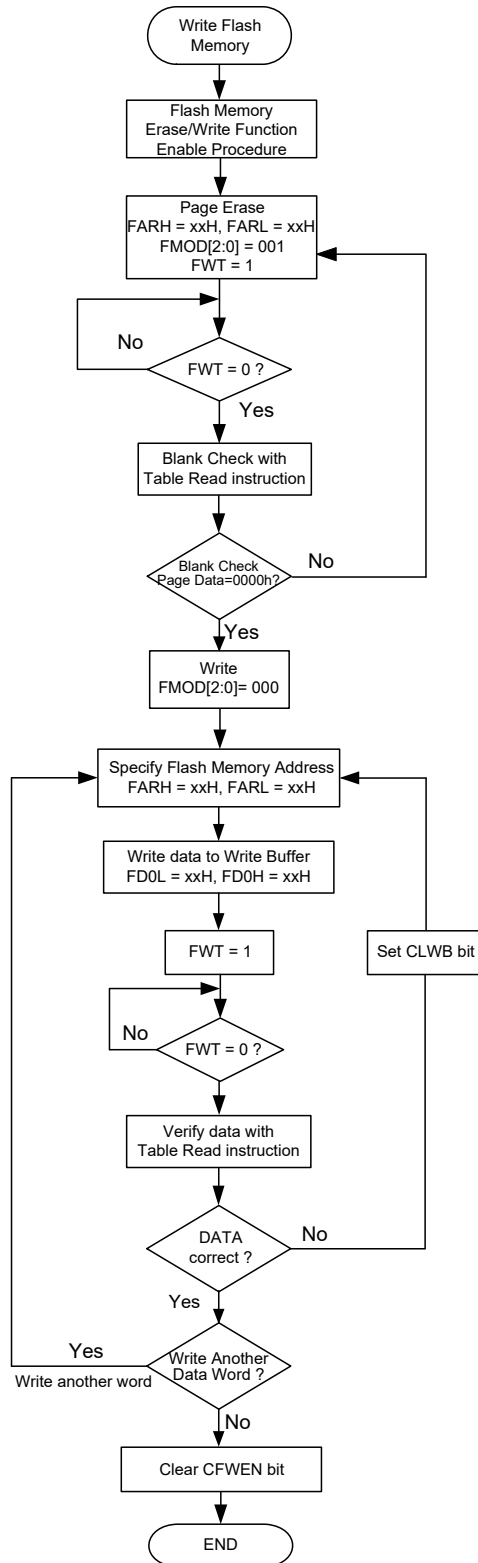 Write Flash
Memory
Flash Memory
Erase/Write Function
Enable Procedure
Page Erase
FARH = xxH, FARL = xxH
FMOD[2:0] = 001
FWT = 1
No
FWT = 0 ?
Yes
Blank Check with
Table Read instruction
No
Blank Check
Page Data=0000h?
Yes
Write
FMOD[2:0]= 000
Specify Flash Memory Address
FARH = xxH, FARL = xxH
Write data to Write Buffer
FD0L = xxH, FD0H = xxH
FWT = 1
Set CLWB bit
No
FWT = 0 ?
Verify data with
Table Read instruction
No
DATA
correct ?
Yes
Yes
Write another word
Write Another
Data Word ?
No
Clear CFWEN bit
END